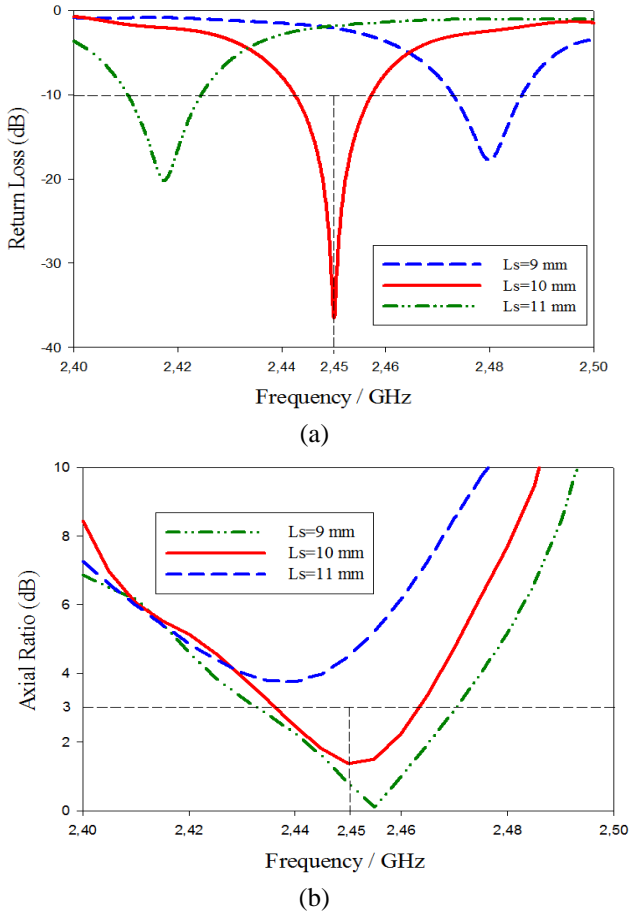 0
-10
-20
-30
-40
Return Loss (dB)
Ls=9 mm
Ls=10 mm
Ls=11 mm
2,40 2,42 2,44 2,45 2,46 2,48 2,50
Frequency / GHz
(a)
10
8
6
4
3
2
0
Axial Ratio (dB)
Ls=9 mm
Ls=10 mm
Ls=11 mm
2,40 2,42 2,44 2,45 2,46 2,48 2,50
Frequency / GHz
(b)